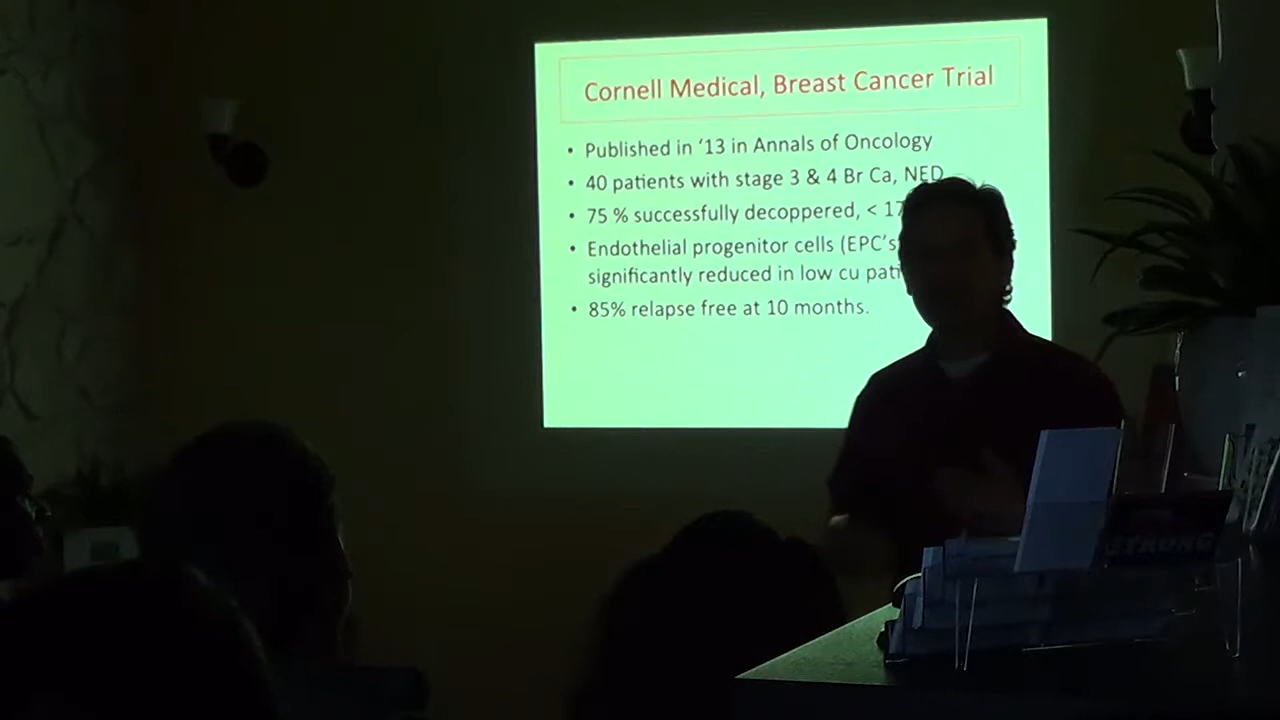 Cornell Medical, Breast Cancer Trial
• Published in ‘13 in Annals of Oncology
• 40 patients with stage 3 & 4 Br Ca, NED
• 75 % successfully decoppered, < 17
• Endothelial progenitor cells (EPC’s
significantly reduced in low cu pati
• 85% relapse free at 10 months.
STRONG